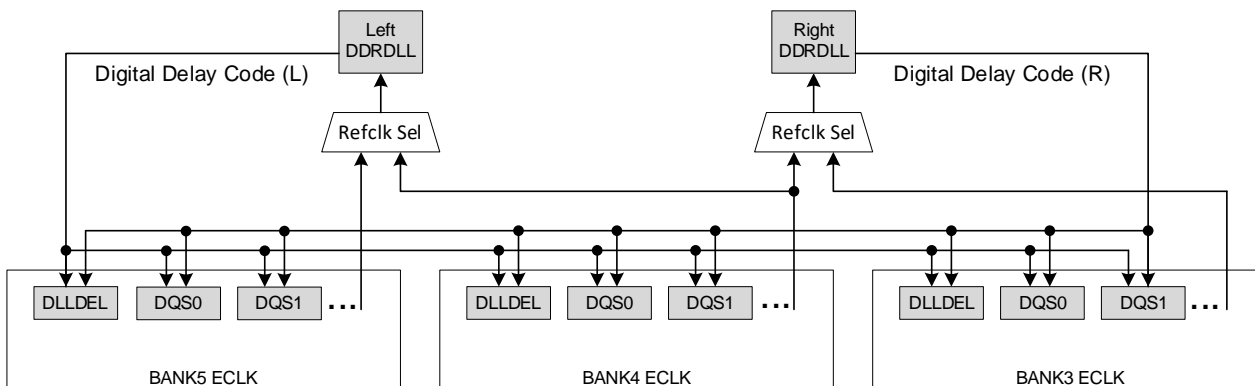 Left
DDRDLL
Right
DDRDLL
Digital Delay Code (L)
Digital Delay Code (R)
Refclk Sel
Refclk Sel
DLLDEL
DQS0
DQS1
...
DLLDEL
DQS0
DQS1
...
DLLDEL
DQS0
DQS1
...
BANK5 ECLK
BANK4 ECLK
BANK3 ECLK